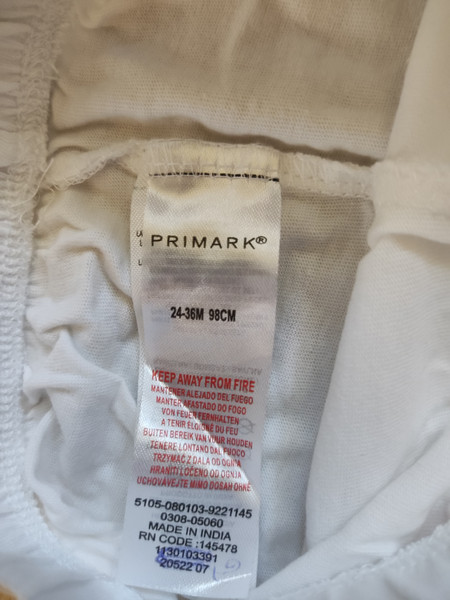 PRIMARK®
24-36M 98CM
KEEP AWAY FROM FIRE
MANTENER ALEJADO DEL FUEGO
MANTER AFASTADO DO FOGO
VON FEUER FERNHALTEN
A TENIR ÉLOIGNÉ DU FEU
BUITEN BEREIK VAN VUUR HOUDEN
TENERE LONTANO DAL FUOCO
TRZYMAĆ Z DALA OD OGNIA
HRANITI LOČENO OD OGNJA
UCHOVÁVEJTE MIMO DOSAH OHNĚ
5105-080103-9221145
0308-05060
MADE IN INDIA
RN CODE :145478
1130103391
20522 07